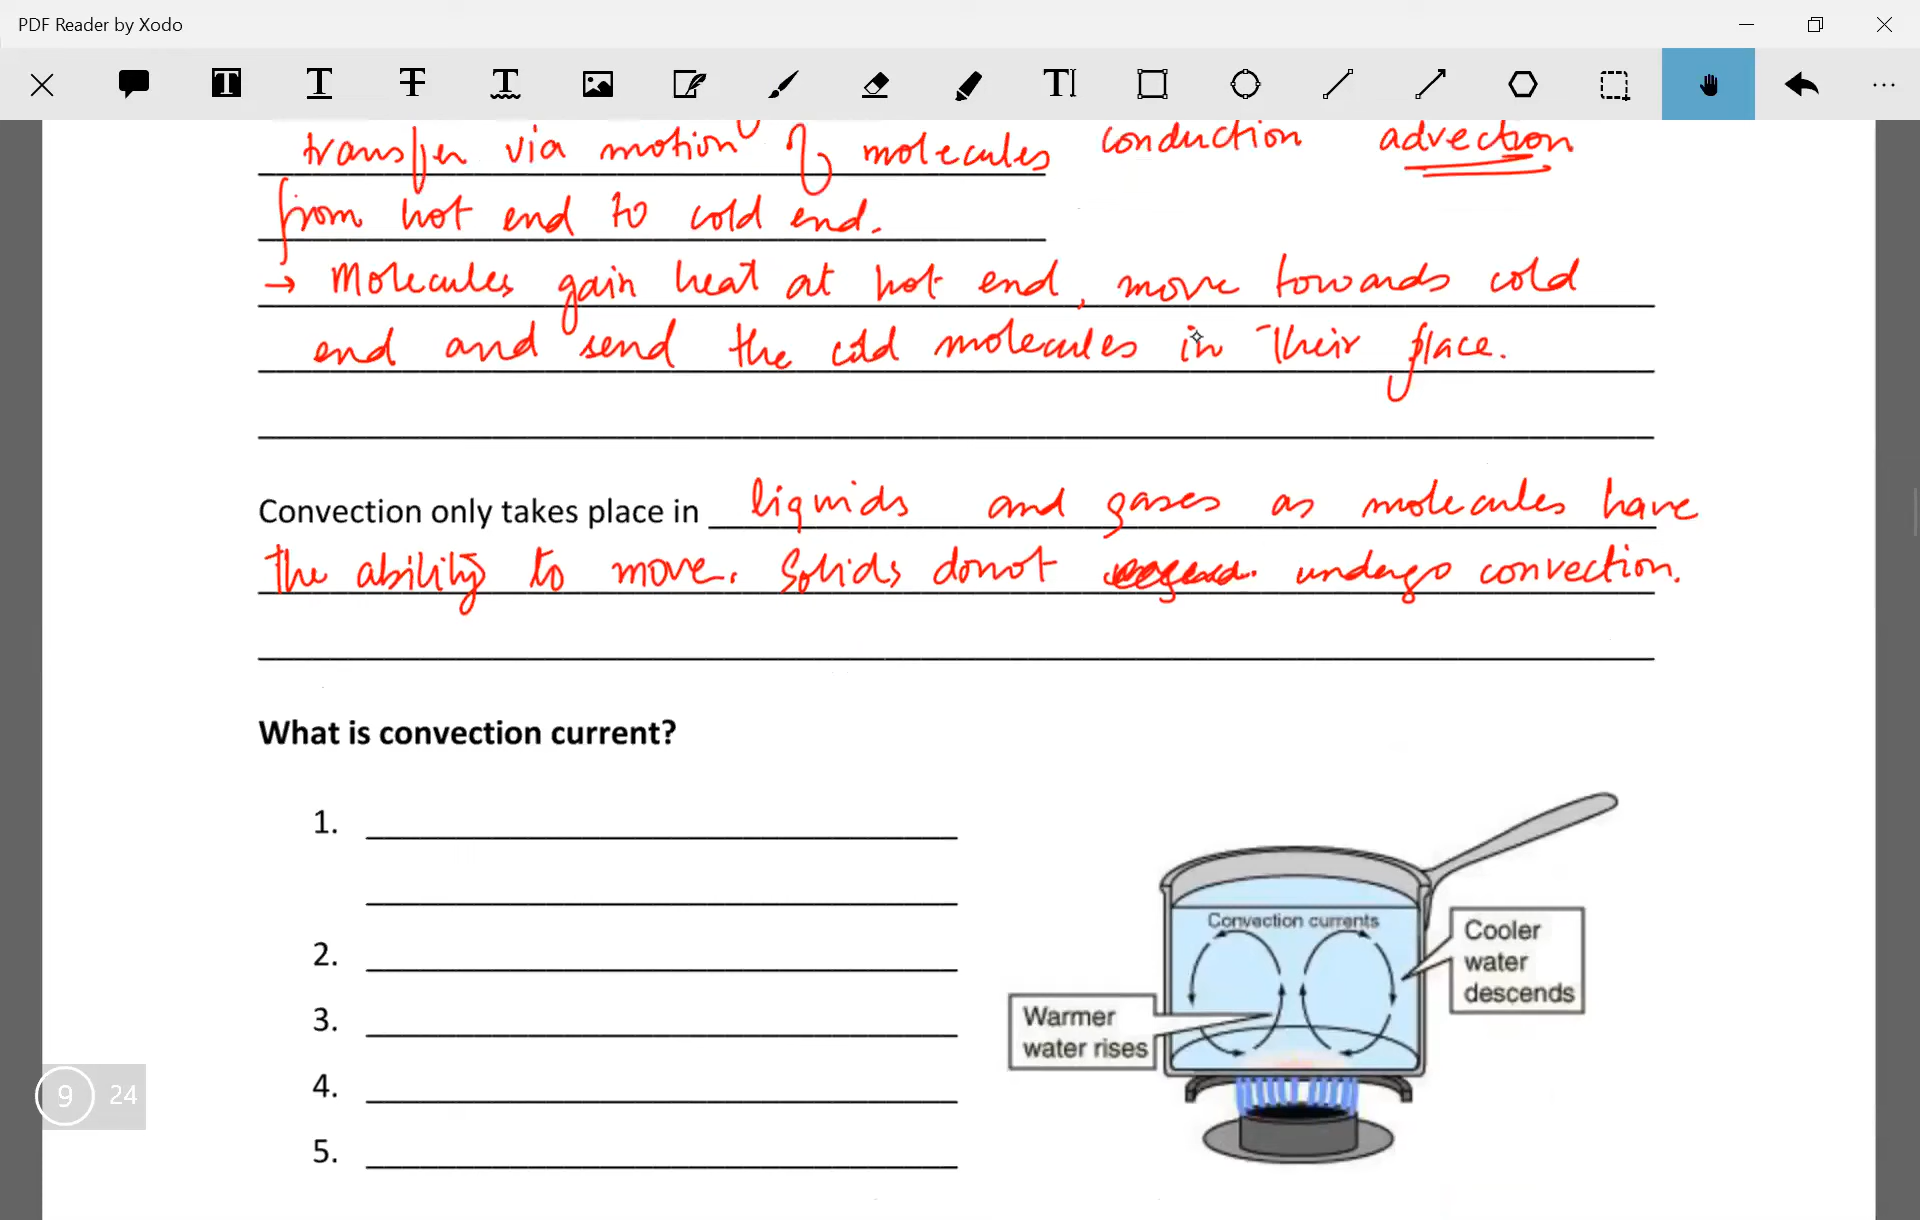 PDF Reader by Xodo
transfer via motion of molecules conduction advection
from hot end to cold end.
→ Molecules gain heat at hot end, move towards cold
end and send the cold molecules in their place.
Convection only takes place in liquids and gases as molecules have
the ability to move. Solids donot undergo convection.
What is convection current?
1.
2.
3.
4.
5.
Convection currents
Cooler
water
descends
Warmer
water rises
9 24